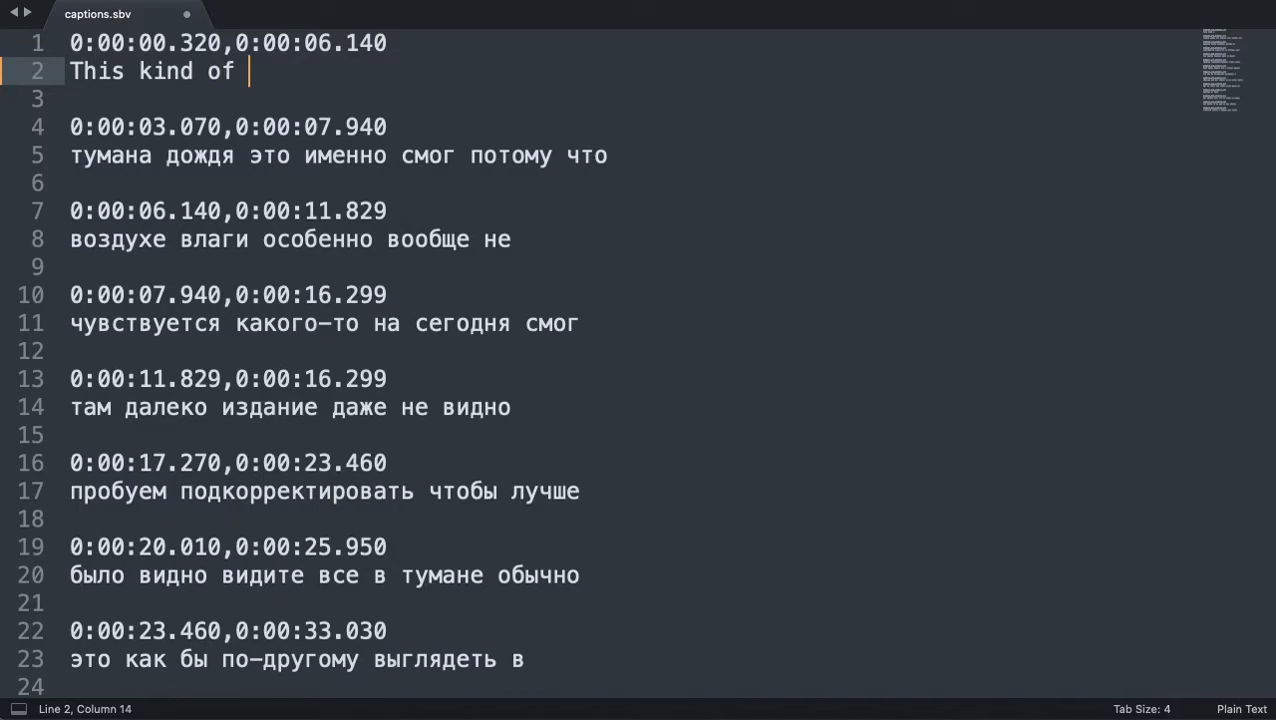 captions.sbv
1 0:00:00.320,0:00:06.140
2 This kind of
3
4 0:00:03.070,0:00:07.940
5 тумана дождя это именно смог потому что
6
7 0:00:06.140,0:00:11.829
8 воздухе влаги особенно вообще не
9
10 0:00:07.940,0:00:16.299
11 чувствуется какого-то на сегодня смог
12
13 0:00:11.829,0:00:16.299
14 там далеко издание даже не видно
15
16 0:00:17.270,0:00:23.460
17 пробуем подкорректировать чтобы лучше
18
19 0:00:20.010,0:00:25.950
20 было видно видите все в тумане обычно
21
22 0:00:23.460,0:00:33.030
23 это как бы по-другому выглядеть в
24
Line 2, Column 14
Tab Size: 4
Plain Text